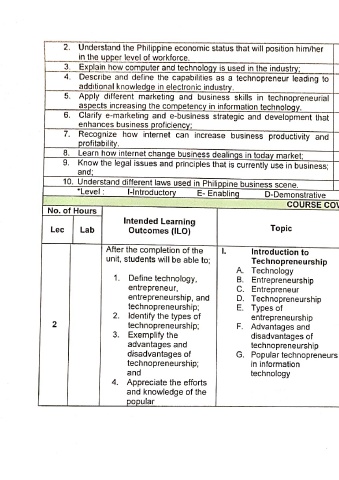 2. Understand the Philippine economic status that will position him/her
in the upper level of workforce.
3. Explain how computer and technology is used in the industry;
4. Describe and define the capabilities as a technopreneur leading to
additional knowledge in electronic industry.
5. Apply different marketing and business skills in technopreneurial
aspects increasing the competency in information technology.
6. Clarify e-marketing and e-business strategic and development that
enhances business proficiency;
7. Recognize how internet can increase business productivity and
profitability.
8. Learn how internet change business dealings in today market;
9. Know the legal issues and principles that is currently use in business;
and;
10. Understand different laws used in Philippine business scene.
*Level : I-Introductory E- Enabling D-Demonstrative
COURSE COV
No. of Hours
Lec Lab
Intended Learning
Outcomes (ILO)
Topic
2
After the completion of the
unit, students will be able to;
1. Define technology,
entrepreneur,
entrepreneurship, and
technopreneurship;
2. Identify the types of
technopreneurship;
3. Exemplify the
advantages and
disadvantages of
technopreneurship;
and
4. Appreciate the efforts
and knowledge of the
popular
I. Introduction to
Technopreneurship
A. Technology
B. Entrepreneurship
C. Entrepreneur
D. Technopreneurship
E. Types of
entrepreneurship
F. Advantages and
disadvantages of
technopreneurship
G. Popular technopreneurs
in information
technology